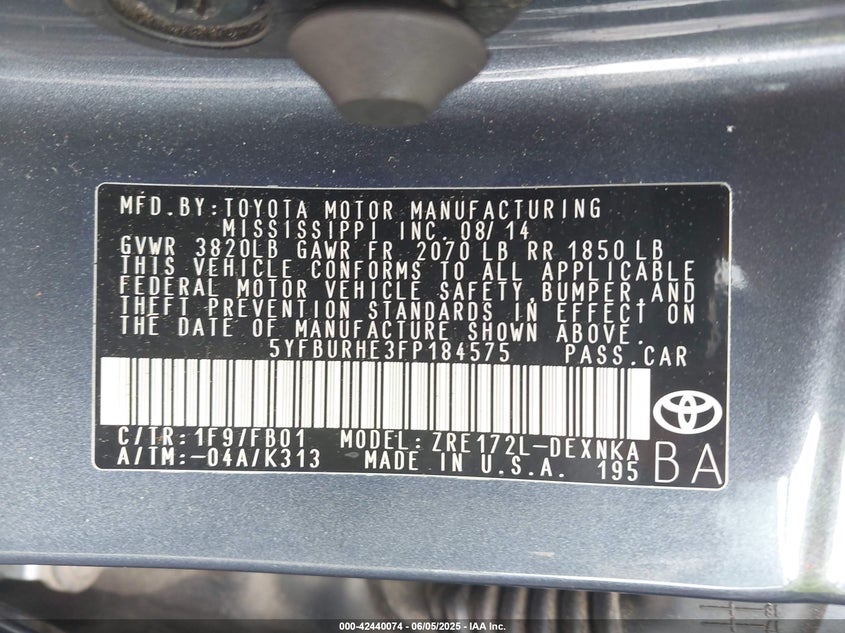 MFD.BY:TOYOTA MOTOR MANUFACTURING
MISSISSIPPI INC. 08/14
GVWR 3820LB GAWR FR 2070 LB RR 1850 LB
THIS VEHICLE CONFORMS TO ALL APPLICABLE
FEDERAL MOTOR VEHICLE SAFETY,BUMPER,AND
THEFT PREVENTION STANDARDS IN EFFECT ON
THE DATE OF MANUFACTURE SHOWN ABOVE.
5YFBURHE3FP184575 PASS.CAR
C/TR:1F9/FB01 MODEL:ZRE172L-DEXNKA
A/TM:-04A/K313 MADE IN U.S.A. 195
BA
000-42440074 - 06/05/2025 - IAA Inc.